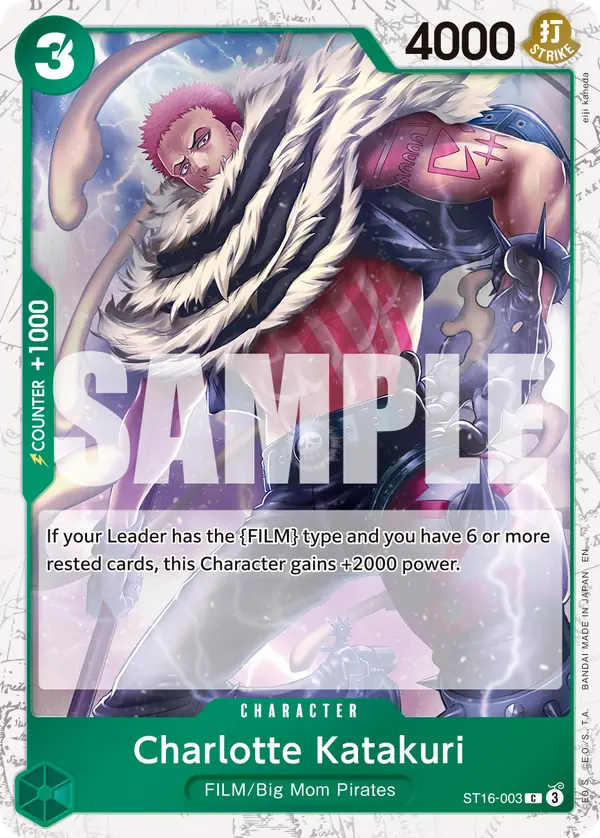 3
4000
打
STRIKE
eiji kaneda
COUNTER +1000
SAMPLE
If your Leader has the {FILM} type and you have 6 or more
rested cards, this Character gains +2000 power.
CHARACTER
Charlotte Katakuri
FILM/Big Mom Pirates
ST16-003 C 3
©E.O/S. ©E.O/S.,T.A. BANDAI MADE IN JAPAN EN